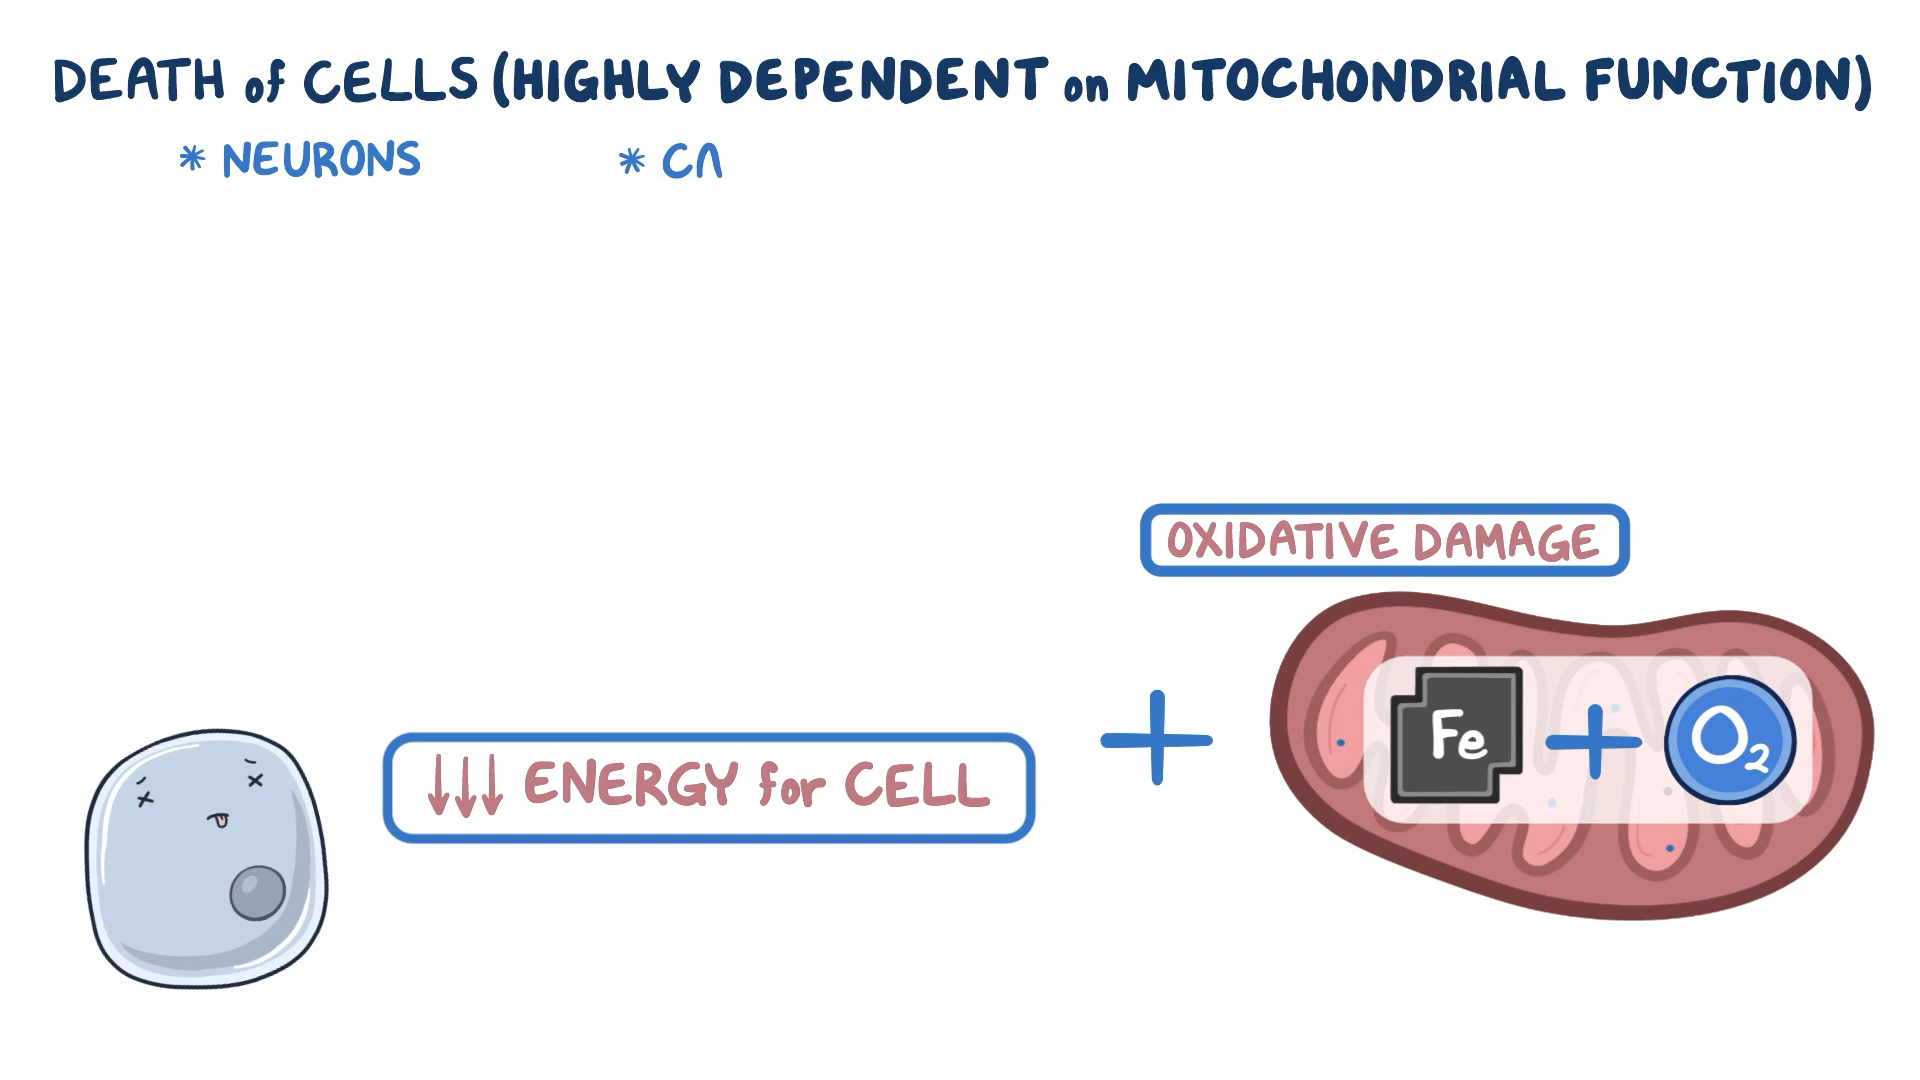 DEATH of CELLS (HIGHLY DEPENDENT on MITOCHONDRIAL FUNCTION)
* NEURONS * C
OXIDATIVE DAMAGE
↓↓↓ ENERGY for CELL
+
Fe + O2